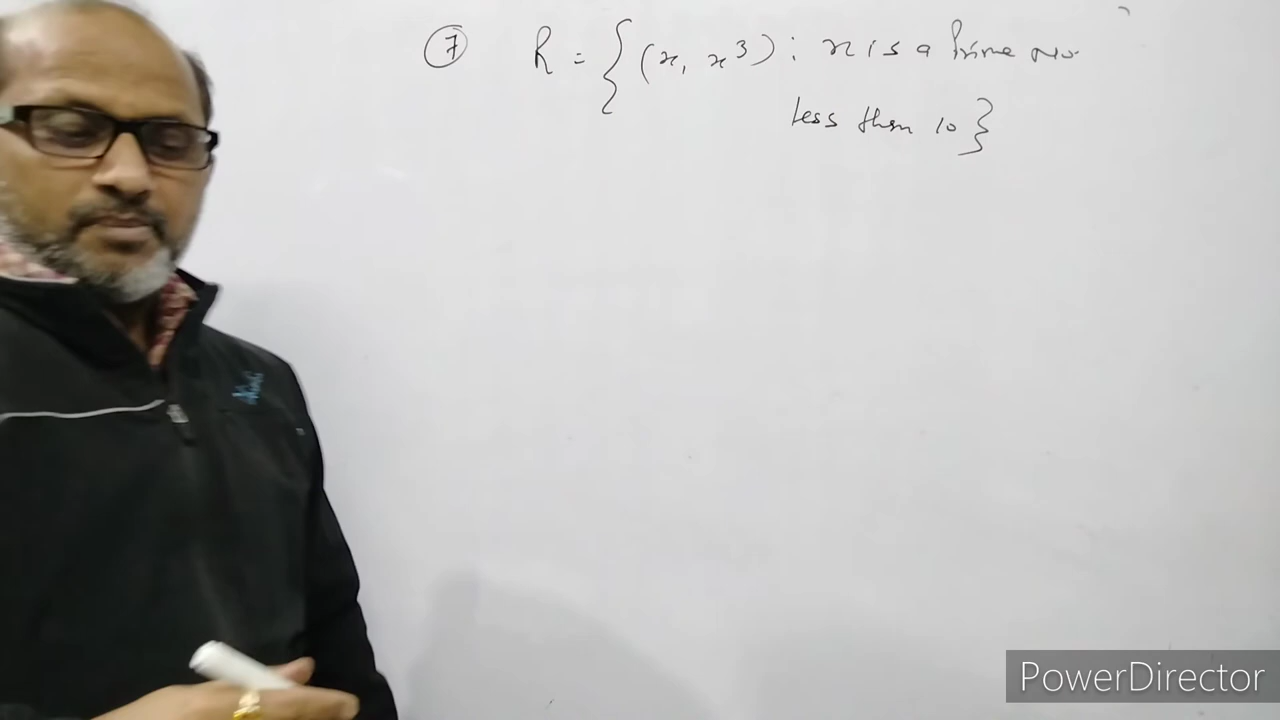 ⑦ R = { (x, x³) : x is a prime no.
less than 10 }
PowerDirector